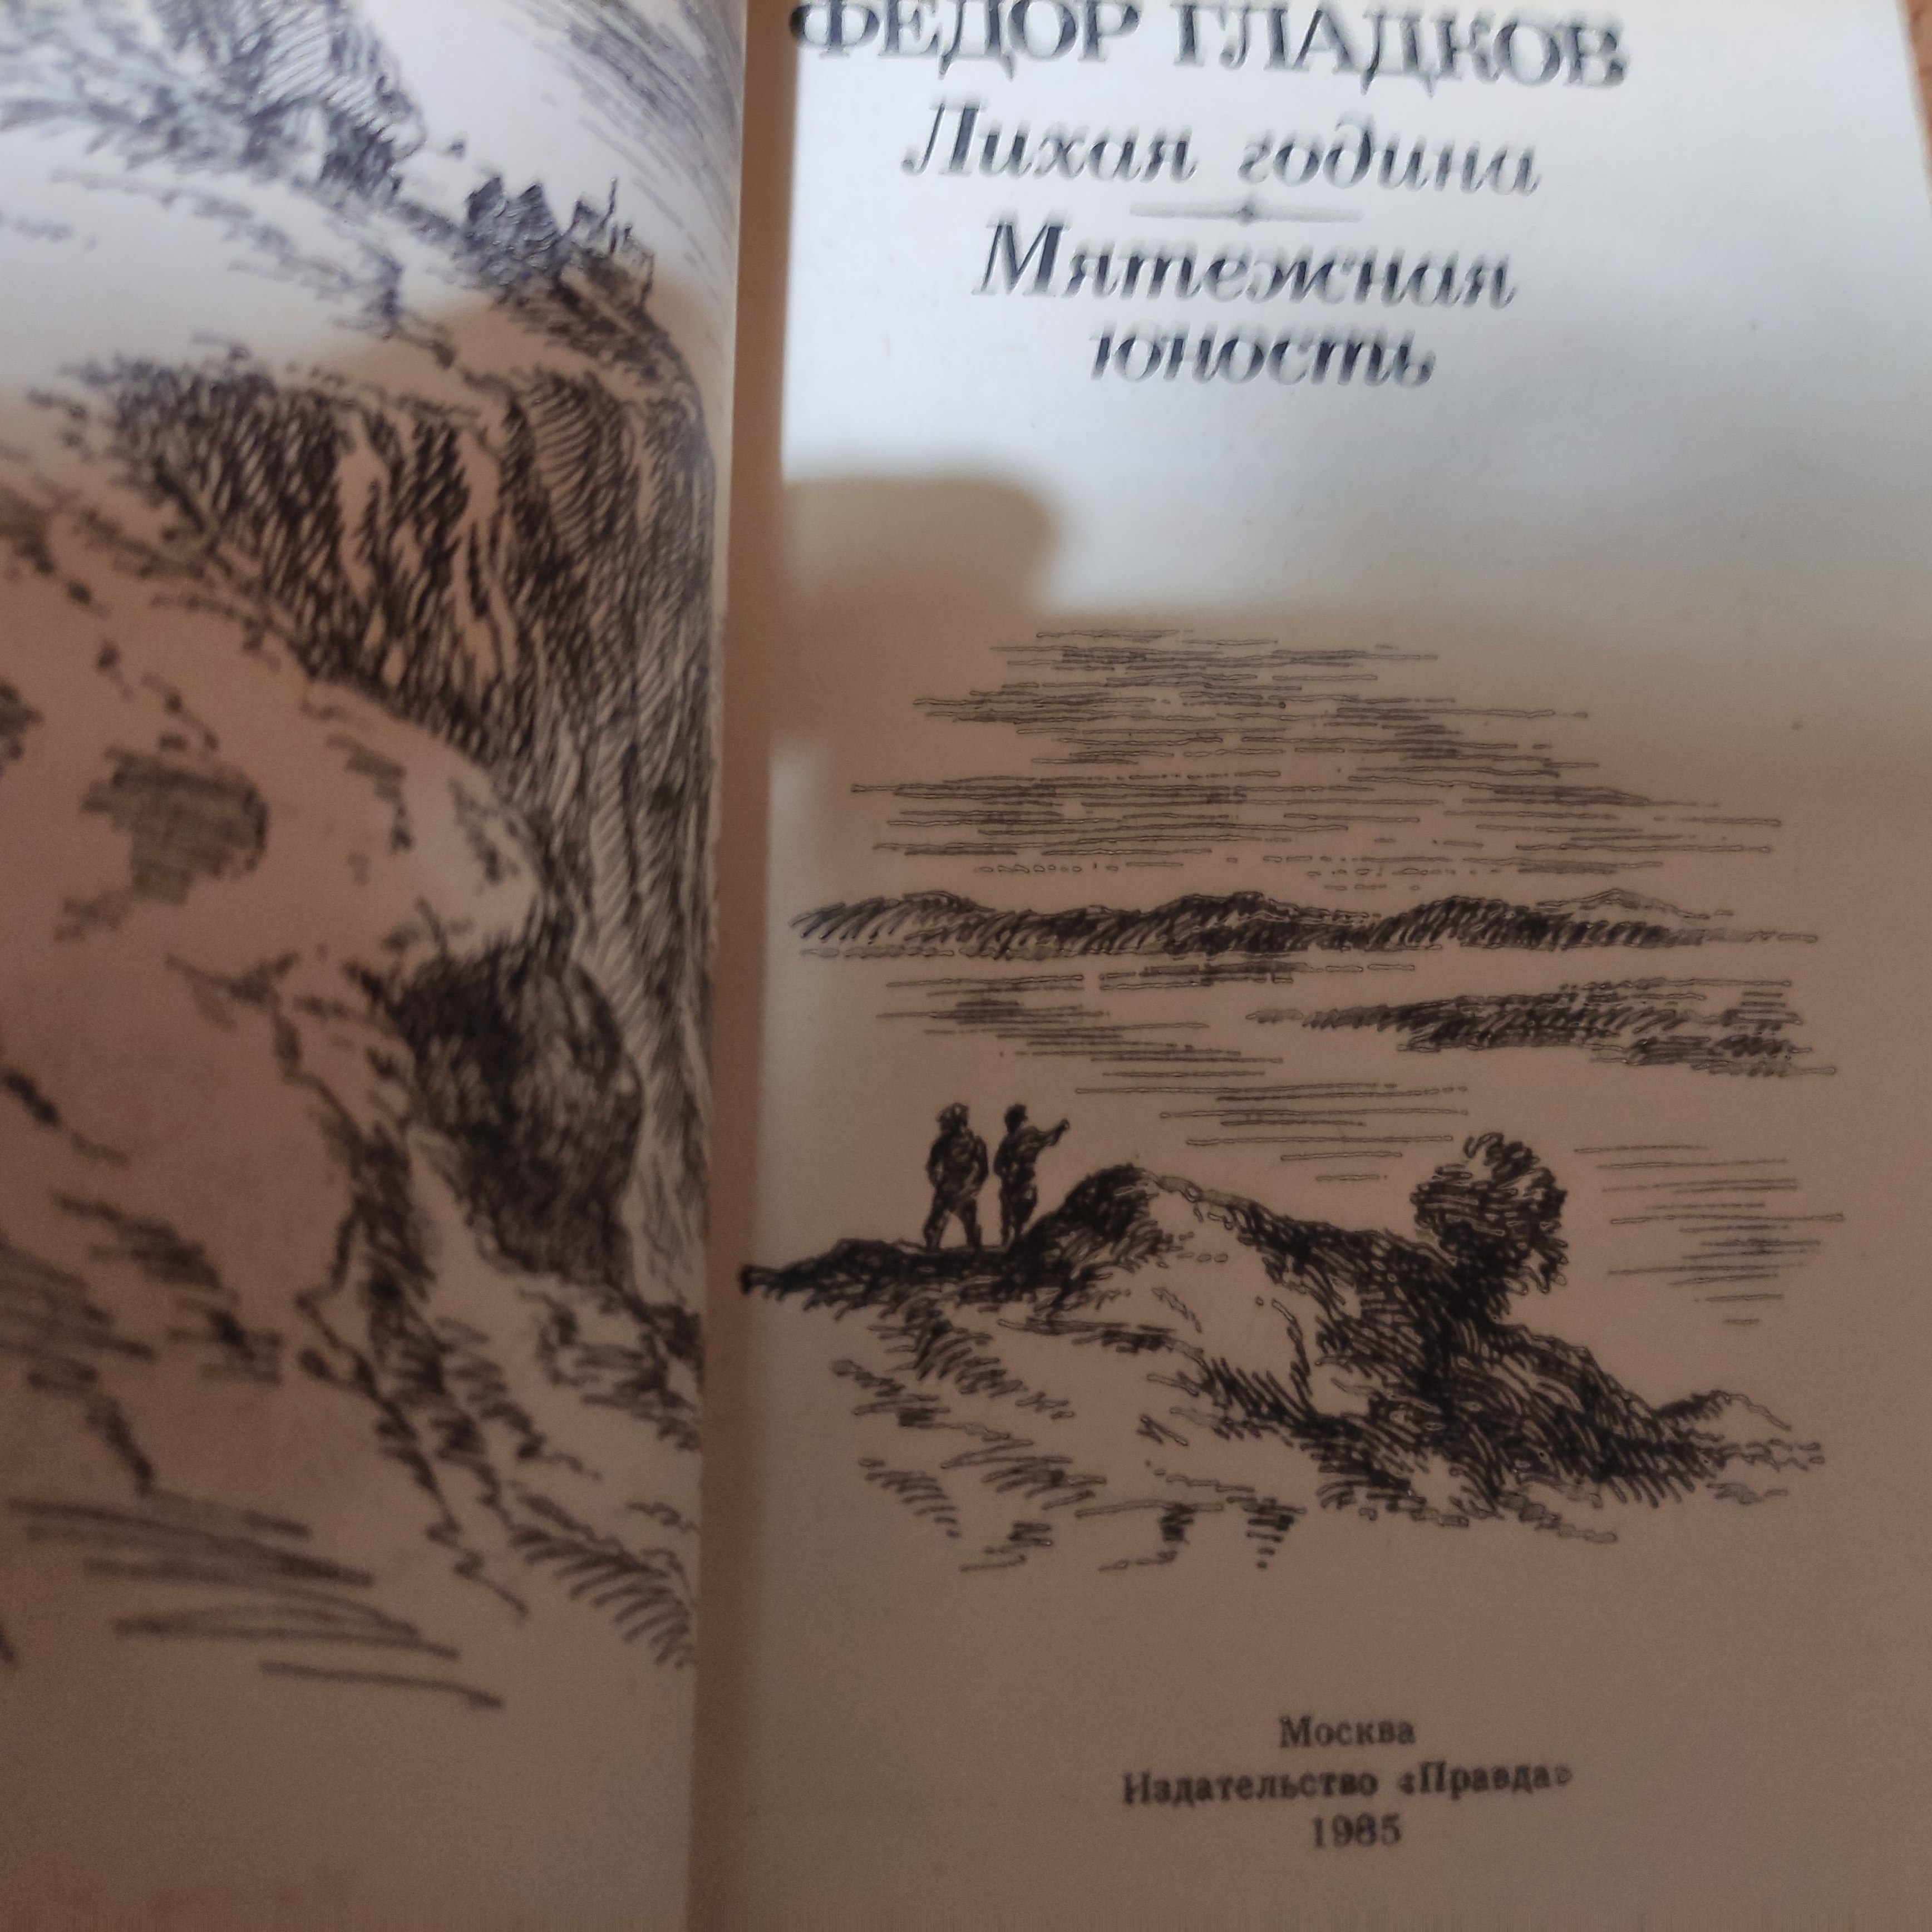 ФЕДОР ГЛАДКОВ
Лихая година
Мятежная
юность
Москва
Издательство «Правда»
1985